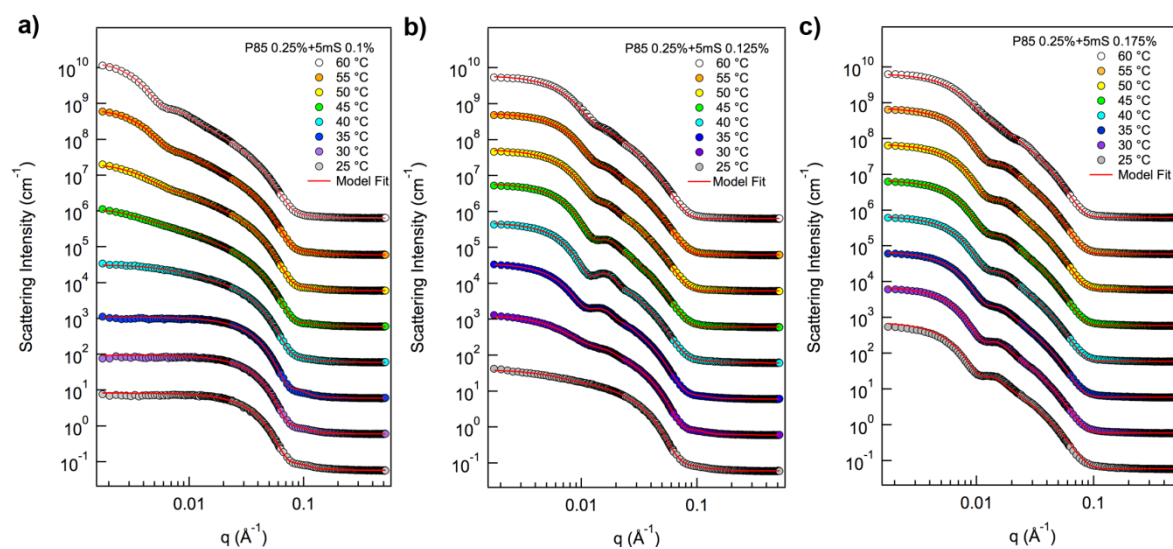 a)
P85 0.25%+5mS 0.1%
60 °C
55 °C
50 °C
45 °C
40 °C
35 °C
30 °C
25 °C
Model Fit
Scattering Intensity (cm⁻¹)
10¹⁰
10⁹
10⁸
10⁷
10⁶
10⁵
10⁴
10³
10²
10¹
10⁰
10⁻¹
0.01
0.1
q (Å⁻¹)
b)
P85 0.25%+5mS 0.125%
60 °C
55 °C
50 °C
45 °C
40 °C
35 °C
30 °C
25 °C
Model Fit
Scattering Intensity (cm⁻¹)
10¹⁰
10⁹
10⁸
10⁷
10⁶
10⁵
10⁴
10³
10²
10¹
10⁰
10⁻¹
0.01
0.1
q (Å⁻¹)
c)
P85 0.25%+5mS 0.175%
60 °C
55 °C
50 °C
45 °C
40 °C
35 °C
30 °C
25 °C
Model Fit
Scattering Intensity (cm⁻¹)
10¹⁰
10⁹
10⁸
10⁷
10⁶
10⁵
10⁴
10³
10²
10¹
10⁰
10⁻¹
0.01
0.1
q (Å⁻¹)